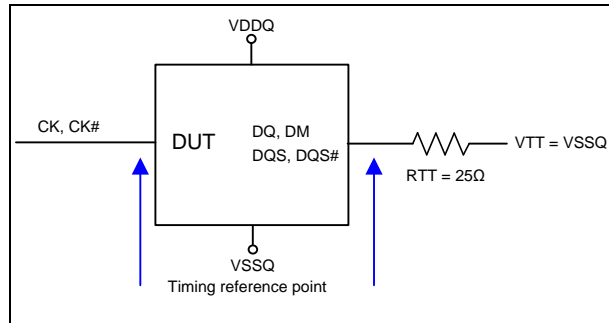 VDDQ
CK, CK#
DUT
DQ, DM
DQS, DQS#
VTT = VSSQ
RTT = 25Ω
VSSQ
Timing reference point